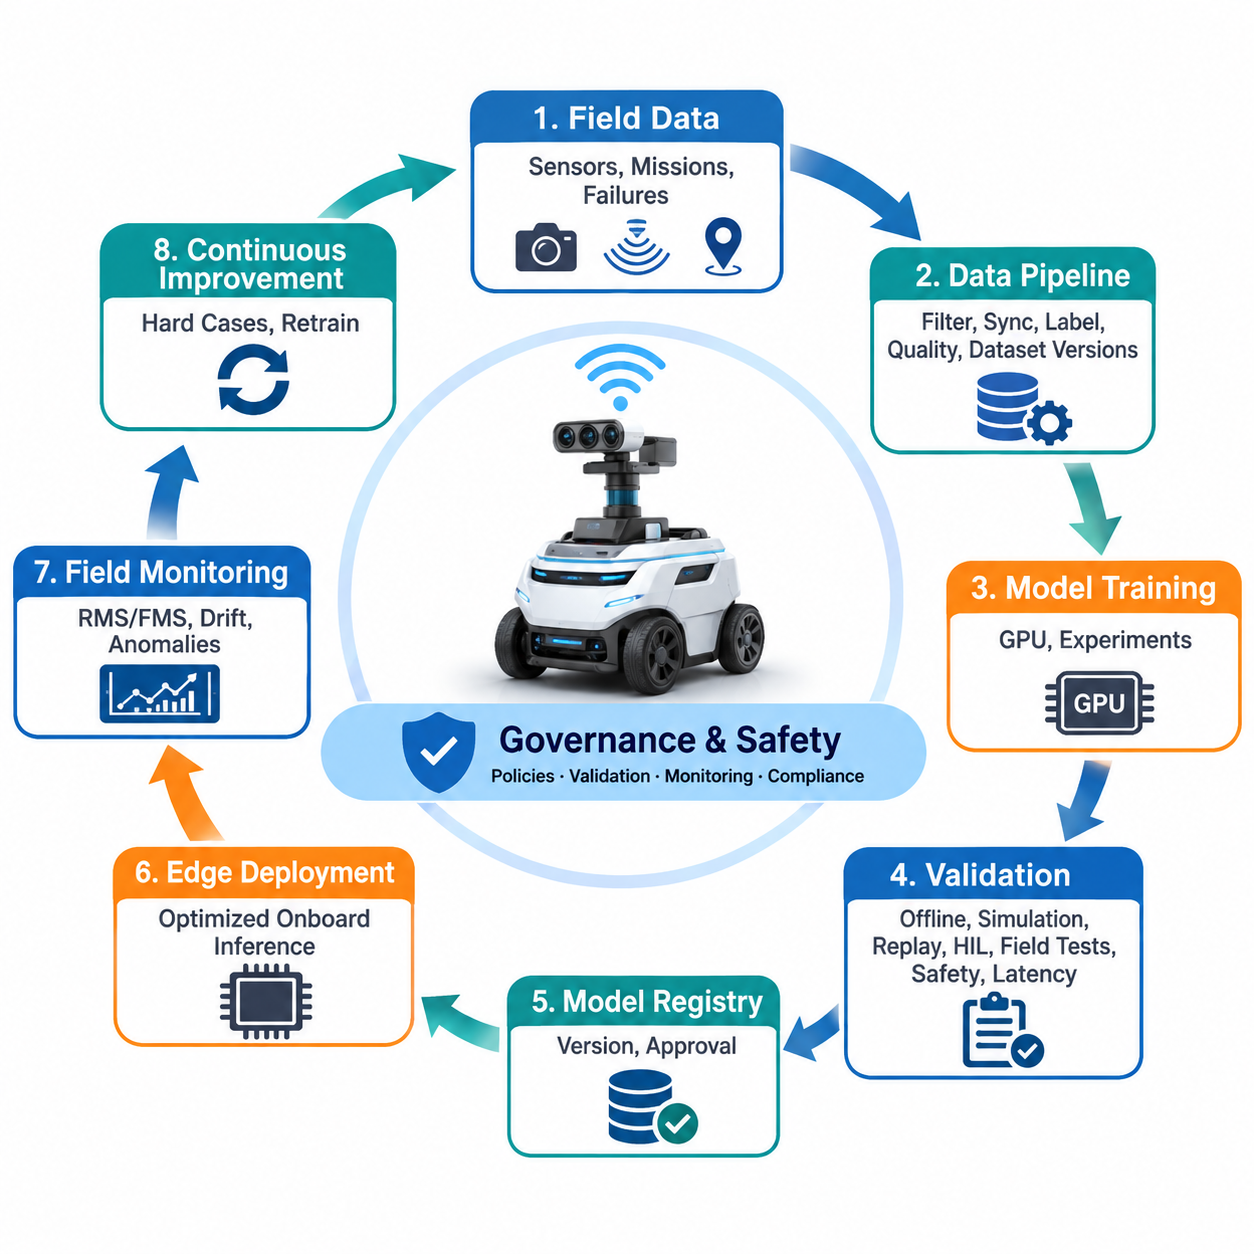 1. Field Data
Sensors, Missions,
Failures
2. Data Pipeline
Filter, Sync, Label,
Quality, Dataset Versions
3. Model Training
GPU, Experiments
GPU
4. Validation
Offline, Simulation,
Replay, HIL, Field Tests,
Safety, Latency
5. Model Registry
Version, Approval
6. Edge Deployment
Optimized Onboard
Inference
7. Field Monitoring
RMS/FMS, Drift,
Anomalies
8. Continuous
Improvement
Hard Cases, Retrain
Governance & Safety
Policies · Validation · Monitoring · Compliance